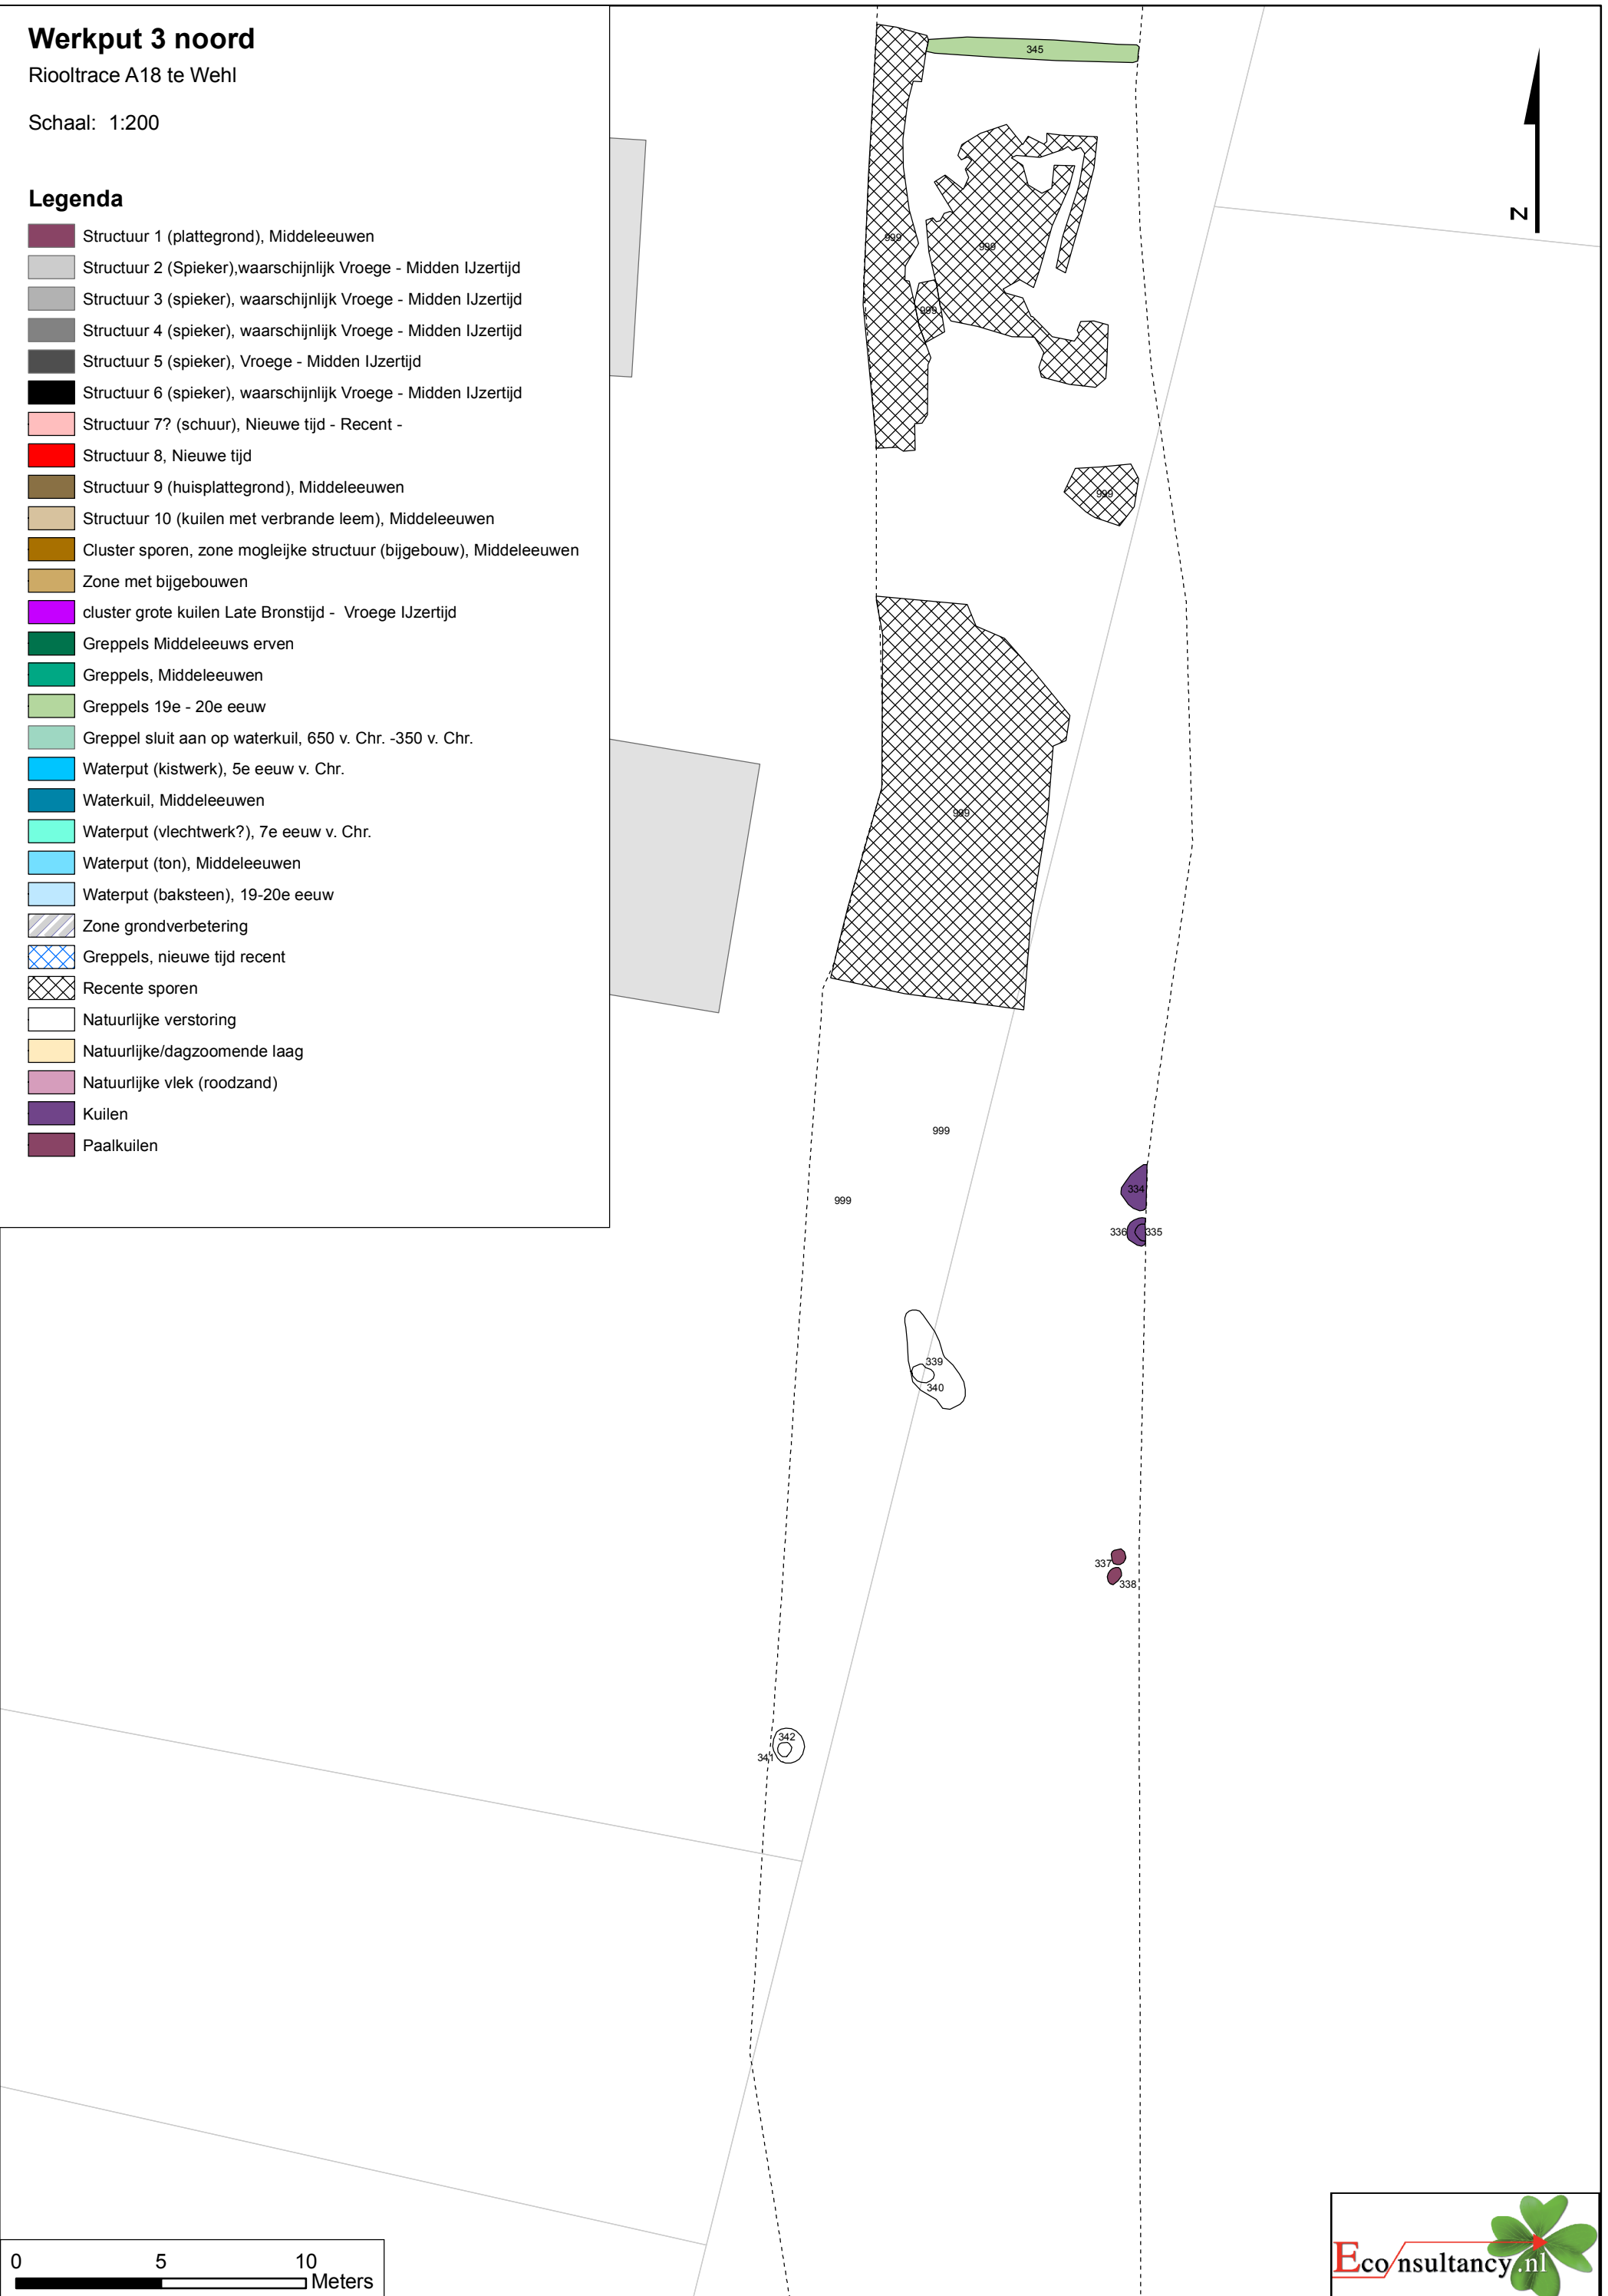 Werkput 3 noord
Riooltrace A18 te Wehl
Schaal: 1:200
Legenda
Structuur 1 (plattegrond), Middeleeuwen
Structuur 2 (Spieker),waarschijnlijk Vroege - Midden IJzertijd
Structuur 3 (spieker), waarschijnlijk Vroege - Midden IJzertijd
Structuur 4 (spieker), waarschijnlijk Vroege - Midden IJzertijd
Structuur 5 (spieker), Vroege - Midden IJzertijd
Structuur 6 (spieker), waarschijnlijk Vroege - Midden IJzertijd
Structuur 7? (schuur), Nieuwe tijd - Recent -
Structuur 8, Nieuwe tijd
Structuur 9 (huisplattegrond), Middeleeuwen
Structuur 10 (kuilen met verbrande leem), Middeleeuwen
Cluster sporen, zone mogleijke structuur (bijgebouw), Middeleeuwen
Zone met bijgebouwen
cluster grote kuilen Late Bronstijd - Vroege IJzertijd
Greppels Middeleeuws erven
Greppels, Middeleeuwen
Greppels 19e - 20e eeuw
Greppel sluit aan op waterkuil, 650 v. Chr. -350 v. Chr.
Waterput (kistwerk), 5e eeuw v. Chr.
Waterkuil, Middeleeuwen
Waterput (vlechtwerk?), 7e eeuw v. Chr.
Waterput (ton), Middeleeuwen
Waterput (baksteen), 19-20e eeuw
Zone grondverbetering
Greppels, nieuwe tijd recent
Recente sporen
Natuurlijke verstoring
Natuurlijke/dagzoomende laag
Natuurlijke vlek (roodzand)
Kuilen
Paalkuilen
345
N
999
999
999
999
999
999
999
334
336
335
339
340
337
338
342
341
0 5 10
Meters
Econsultancy.nl